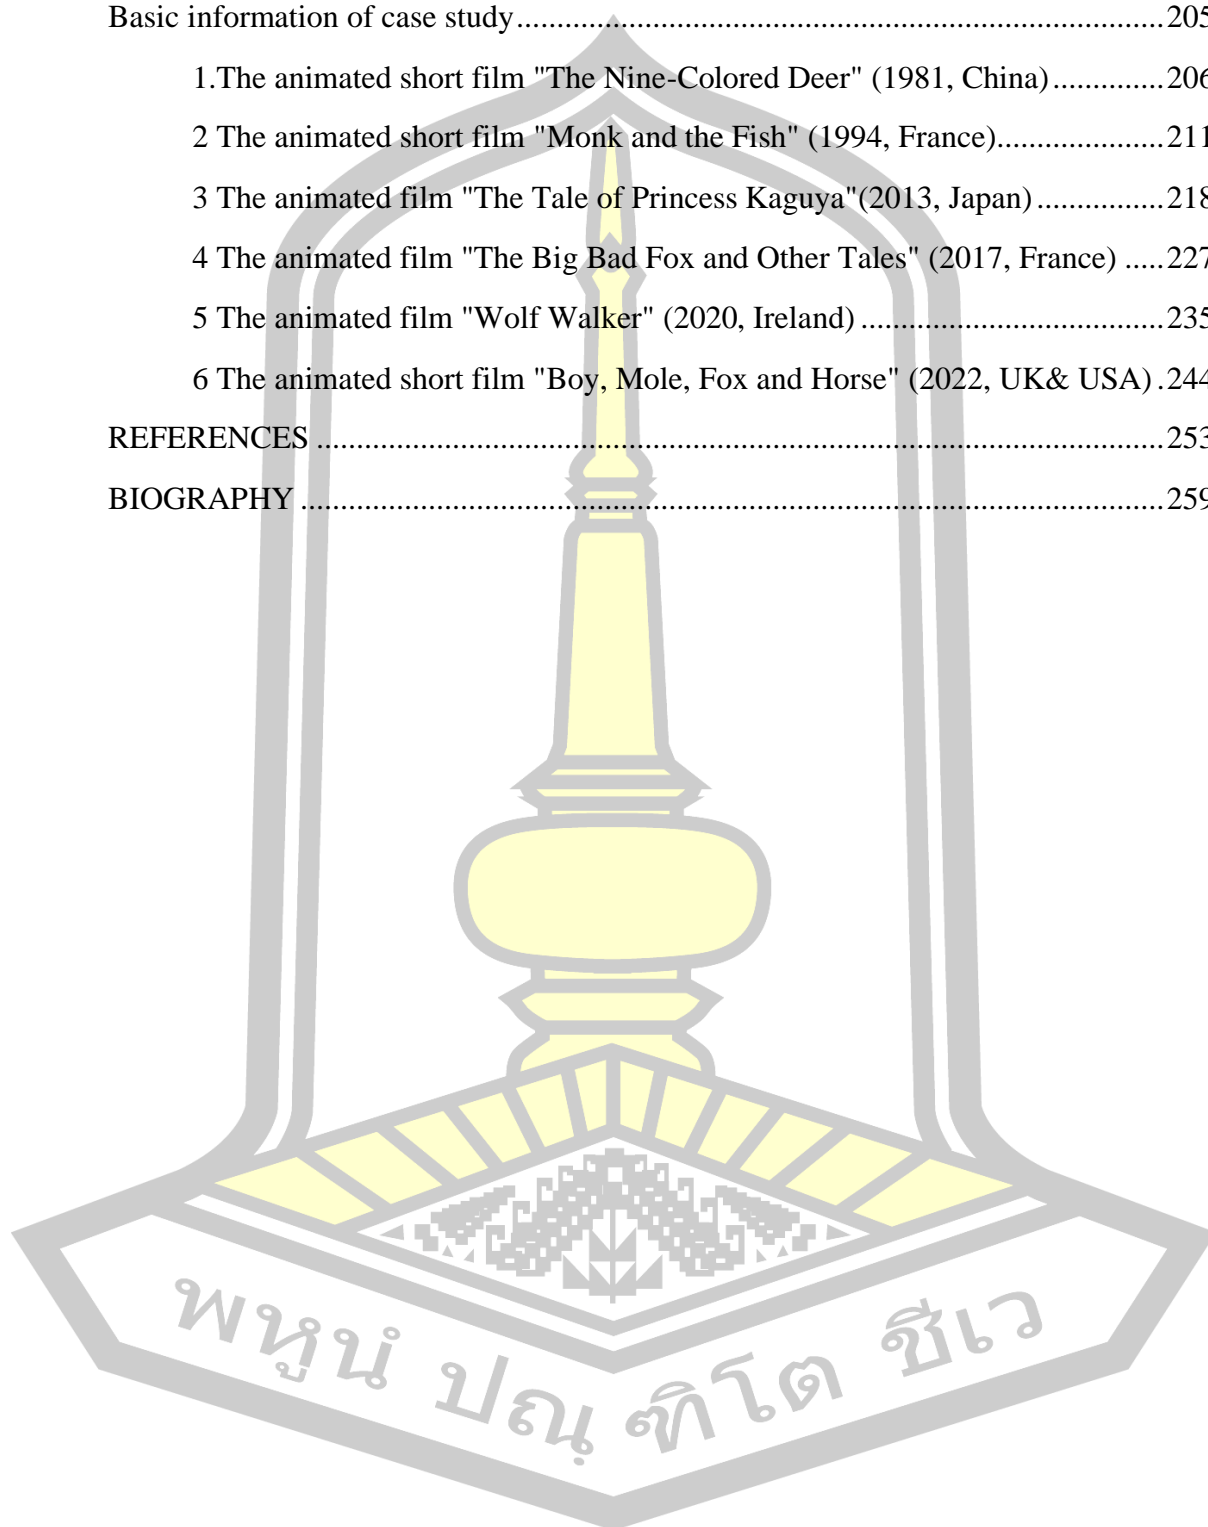 Basic information of case study........................................................................................205
1.The animated short film "The Nine-Colored Deer" (1981, China)..............206
2 The animated short film "Monk and the Fish" (1994, France).....................211
3 The animated film "The Tale of Princess Kaguya"(2013, Japan)................218
4 The animated film "The Big Bad Fox and Other Tales" (2017, France) .....227
5 The animated film "Wolf Walker" (2020, Ireland) ......................................235
6 The animated short film "Boy, Mole, Fox and Horse" (2022, UK& USA) .244
REFERENCES ..................................................................................................................253
BIOGRAPHY ....................................................................................................................259
พหูนํ ปณฺฑิโต ชีเว